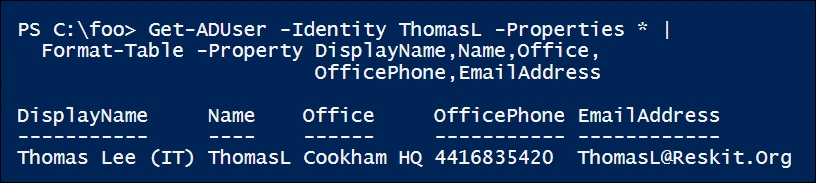 PS C:\foo> Get-ADUser -Identity ThomasL -Properties * |
Format-Table -Property DisplayName,Name,Office,
OfficePhone,EmailAddress
DisplayName Name Office OfficePhone EmailAddress
----------- ---- ------ ----------- ------------
Thomas Lee (IT) ThomasL Cookham HQ 4416835420 ThomasL@Reskit.Org